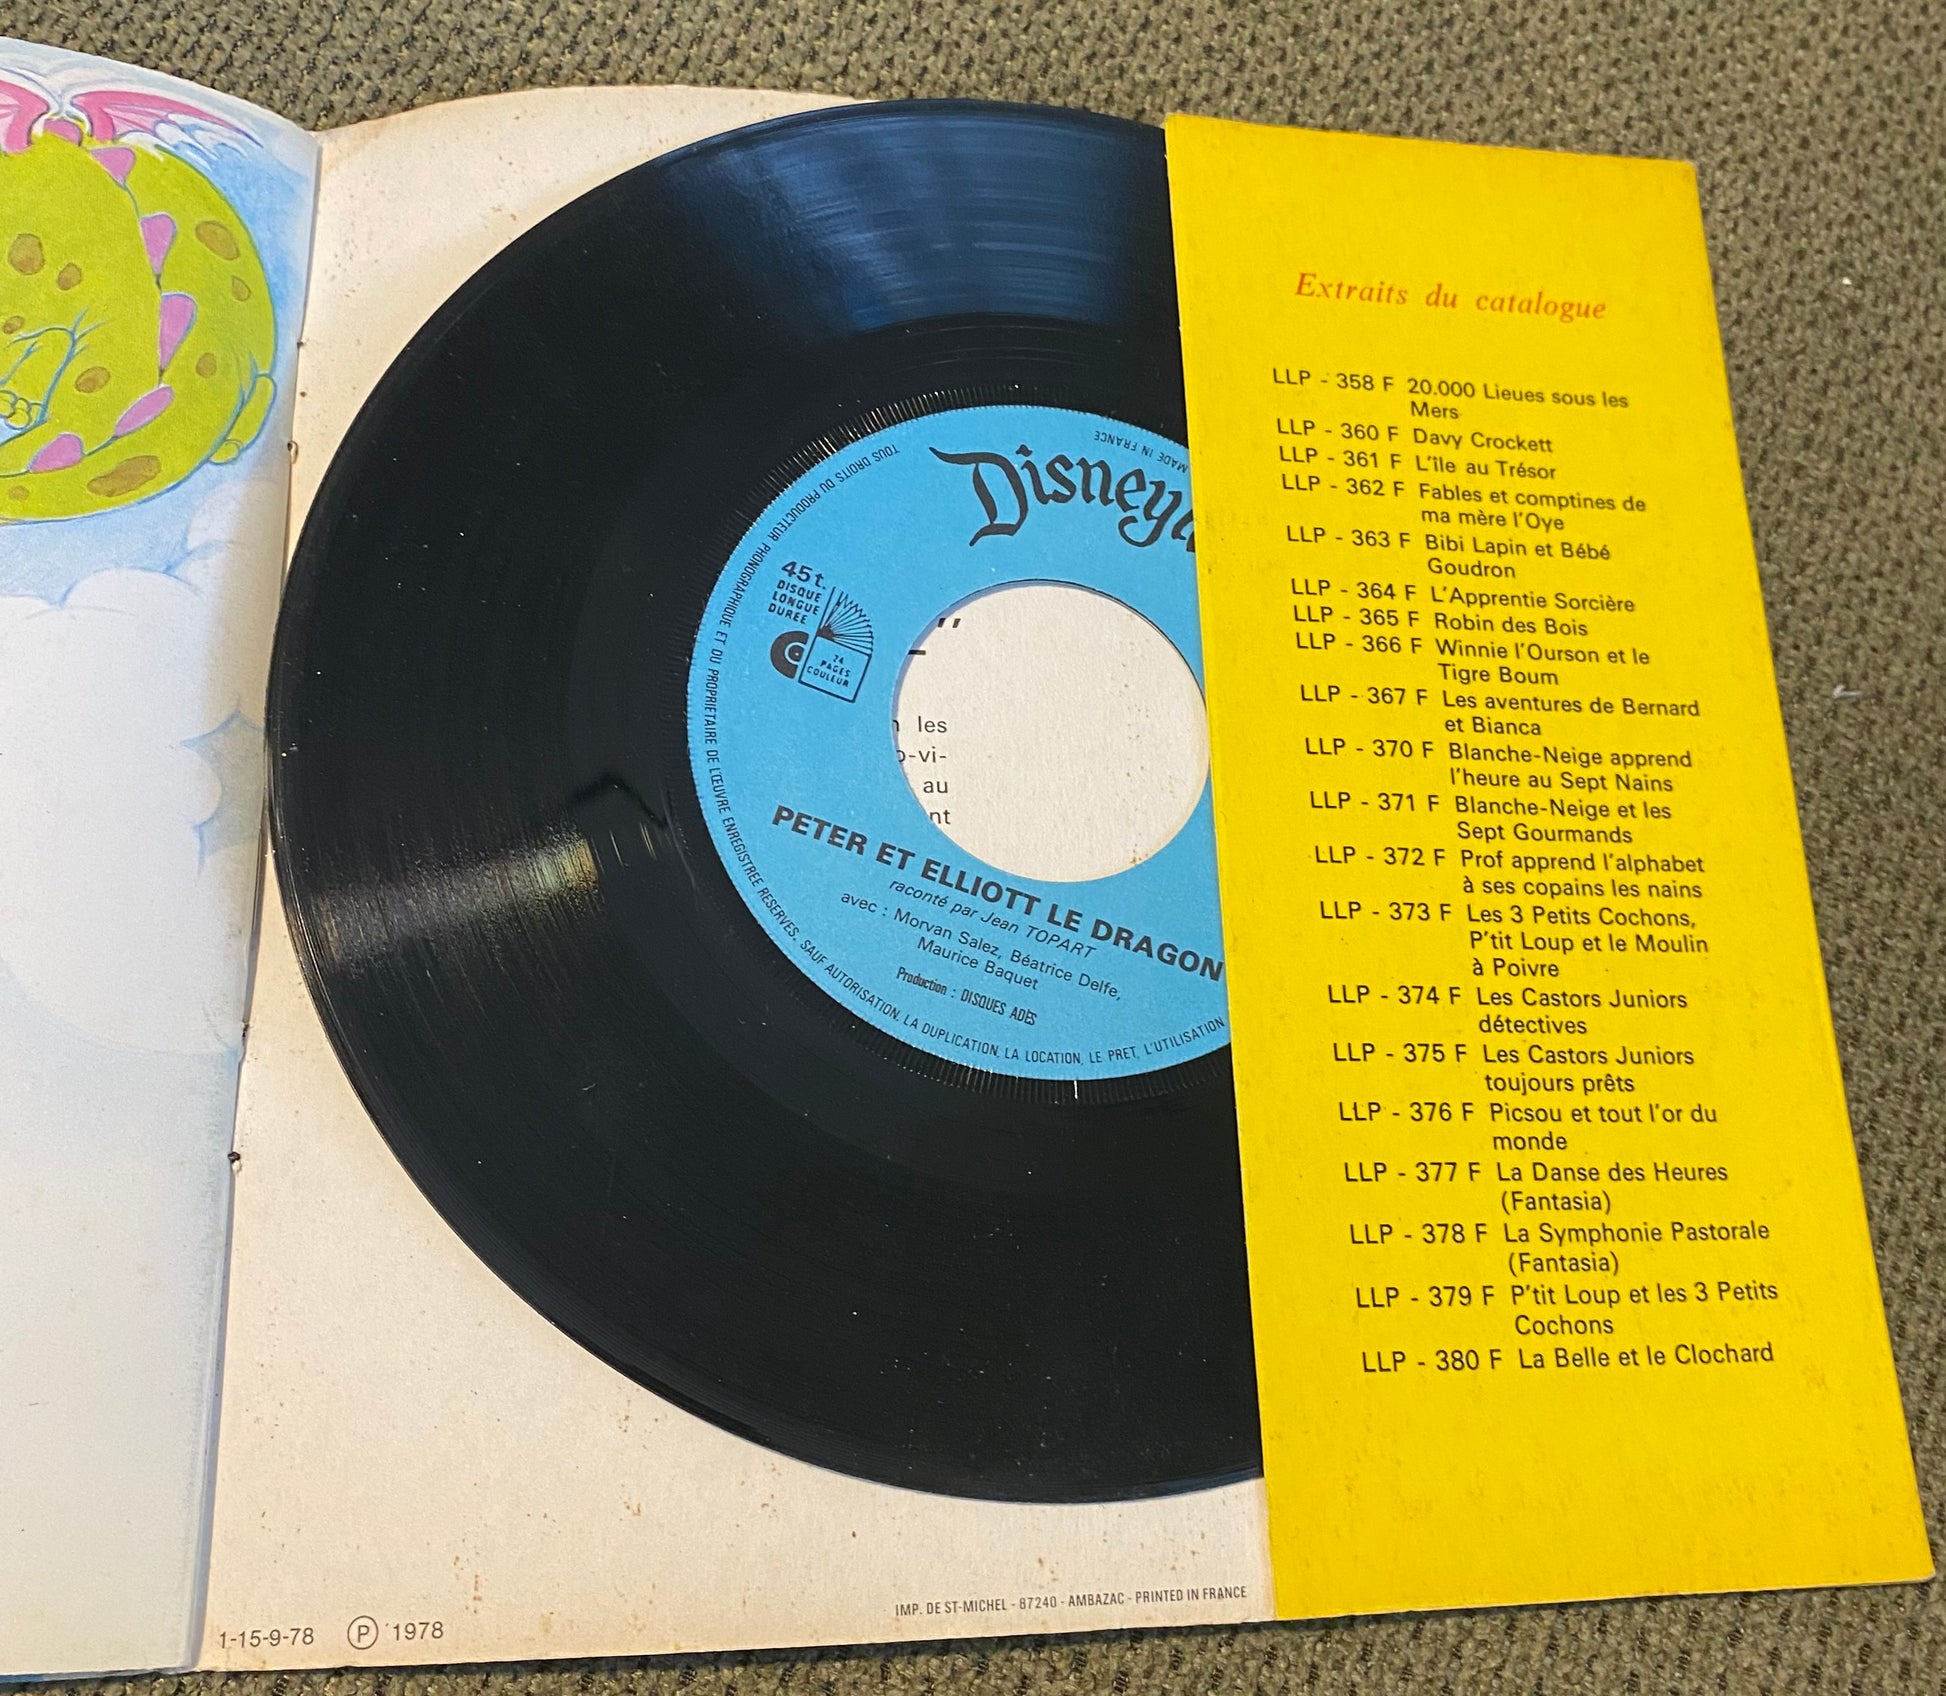 MADE IN FRANCE
TOUS DROITS DU PRODUCTEUR PHONOGRAPHIQUE ET DU PROPRIETAIRE DE L'ŒUVRE ENREGISTREE RESERVES. SAUF AUTORISATION, LA DUPLICATION, LA LOCATION, LE PRET, L'UTILISATION
45 t.
DISQUE
LONGUE
DURÉE
24
PAGES
COULEUR
"
les
-vi-
au
nt
PETER ET ELLIOTT LE DRAGON
raconté par Jean TOPART
avec : Morvan Salez, Béatrice Delfe,
Maurice Baquet
Production : DISQUES ADÈS
Extraits du catalogue
LLP - 358 F 20.000 Lieues sous les
Mers
LLP - 360 F Davy Crockett
LLP - 361 F L'île au Trésor
LLP - 362 F Fables et comptines de
ma mère l'Oye
LLP - 363 F Bibi Lapin et Bébé
Goudron
LLP - 364 F L'Apprentie Sorcière
LLP - 365 F Robin des Bois
LLP - 366 F Winnie l'Ourson et le
Tigre Boum
LLP - 367 F Les aventures de Bernard
et Bianca
LLP - 370 F Blanche-Neige apprend
l'heure au Sept Nains
LLP - 371 F Blanche-Neige et les
Sept Gourmands
LLP - 372 F Prof apprend l'alphabet
à ses copains les nains
LLP - 373 F Les 3 Petits Cochons,
P'tit Loup et le Moulin
à Poivre
LLP - 374 F Les Castors Juniors
détectives
LLP - 375 F Les Castors Juniors
toujours prêts
LLP - 376 F Picsou et tout l'or du
monde
LLP - 377 F La Danse des Heures
(Fantasia)
LLP - 378 F La Symphonie Pastorale
(Fantasia)
LLP - 379 F P'tit Loup et les 3 Petits
Cochons
LLP - 380 F La Belle et le Clochard
IMP. DE ST-MICHEL - 87240 - AMBAZAC - PRINTED IN FRANCE
1-15-9-78 Ⓟ 1978